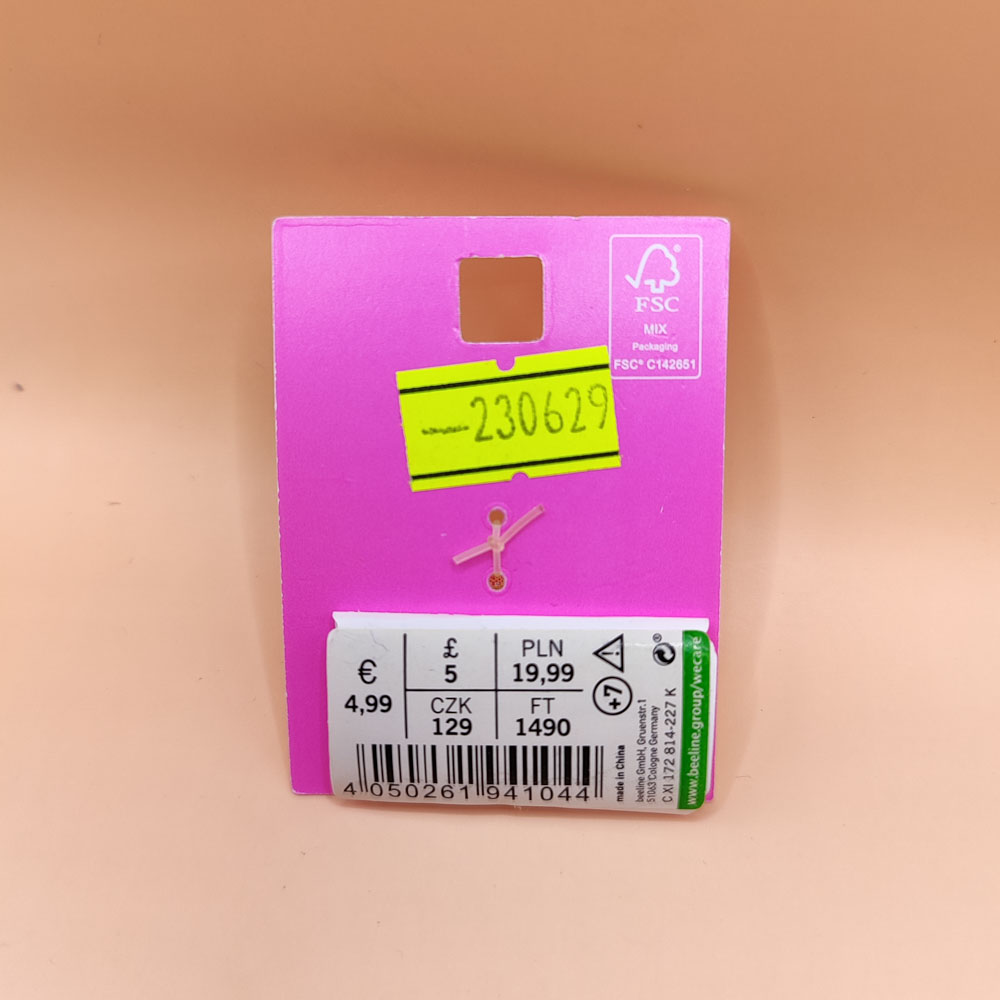 FSC®
MIX
Packaging
FSC® C142651
230629
€
4,99
£
5
PLN
19,99
CZK
129
FT
1490
+7
4 050261 941044
made in China
beeline GmbH, Gruenstr.1
51063 Cologne Germany
C XI 172 814-227 K
www.beeline.group/wecare